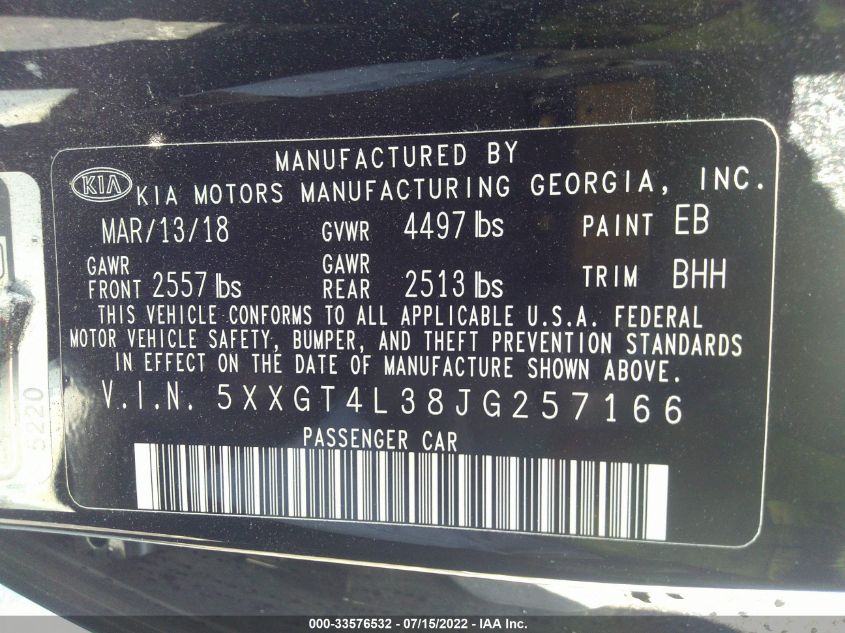 MANUFACTURED BY
KIA KIA MOTORS MANUFACTURING GEORGIA, INC.
MAR/13/18 GVWR 4497 lbs PAINT EB
GAWR FRONT 2557 lbs GAWR REAR 2513 lbs TRIM BHH
THIS VEHICLE CONFORMS TO ALL APPLICABLE U.S.A. FEDERAL
MOTOR VEHICLE SAFETY, BUMPER, AND THEFT PREVENTION STANDARDS
IN EFFECT ON THE DATE OF MANUFACTURE SHOWN ABOVE.
V.I.N. 5XXGT4L38JG257166
PASSENGER CAR
5220
000-33576532 - 07/15/2022 - IAA Inc.